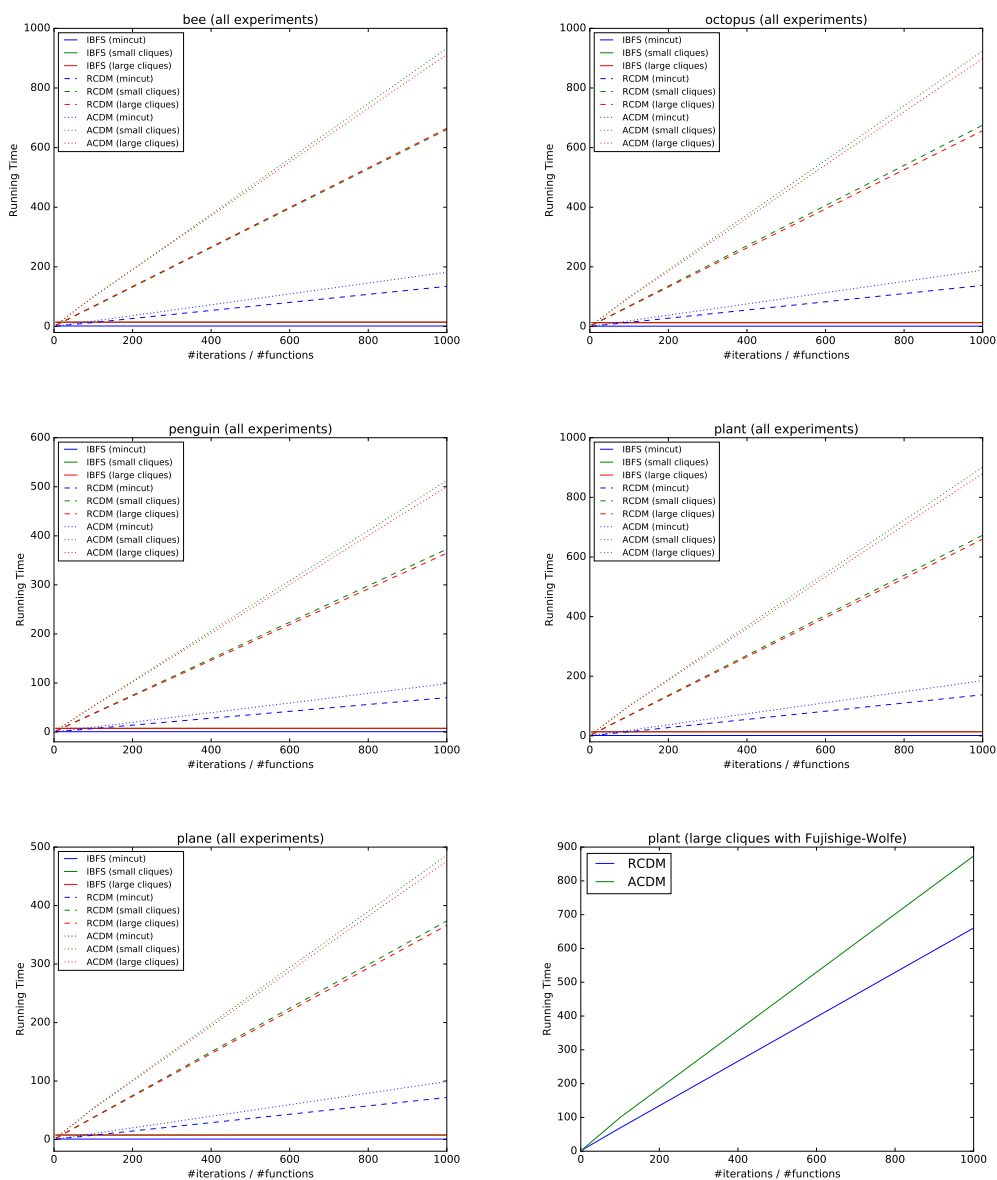 bee (all experiments)
1000
800
600
400
200
0
Running Time
IBFS (mincut)
IBFS (small cliques)
IBFS (large cliques)
RCDM (mincut)
RCDM (small cliques)
RCDM (large cliques)
ACDM (mincut)
ACDM (small cliques)
ACDM (large cliques)
0 200 400 600 800 1000
#iterations / #functions
octopus (all experiments)
1000
800
600
400
200
0
Running Time
IBFS (mincut)
IBFS (small cliques)
IBFS (large cliques)
RCDM (mincut)
RCDM (small cliques)
RCDM (large cliques)
ACDM (mincut)
ACDM (small cliques)
ACDM (large cliques)
0 200 400 600 800 1000
#iterations / #functions
penguin (all experiments)
600
500
400
300
200
100
0
Running Time
IBFS (mincut)
IBFS (small cliques)
IBFS (large cliques)
RCDM (mincut)
RCDM (small cliques)
RCDM (large cliques)
ACDM (mincut)
ACDM (small cliques)
ACDM (large cliques)
0 200 400 600 800 1000
#iterations / #functions
plant (all experiments)
1000
800
600
400
200
0
Running Time
IBFS (mincut)
IBFS (small cliques)
IBFS (large cliques)
RCDM (mincut)
RCDM (small cliques)
RCDM (large cliques)
ACDM (mincut)
ACDM (small cliques)
ACDM (large cliques)
0 200 400 600 800 1000
#iterations / #functions
plane (all experiments)
500
400
300
200
100
0
Running Time
IBFS (mincut)
IBFS (small cliques)
IBFS (large cliques)
RCDM (mincut)
RCDM (small cliques)
RCDM (large cliques)
ACDM (mincut)
ACDM (small cliques)
ACDM (large cliques)
0 200 400 600 800 1000
#iterations / #functions
plant (large cliques with Fujishige-Wolfe)
900
800
700
600
500
400
300
200
100
0
Running Time
RCDM
ACDM
0 200 400 600 800 1000
#iterations / #functions